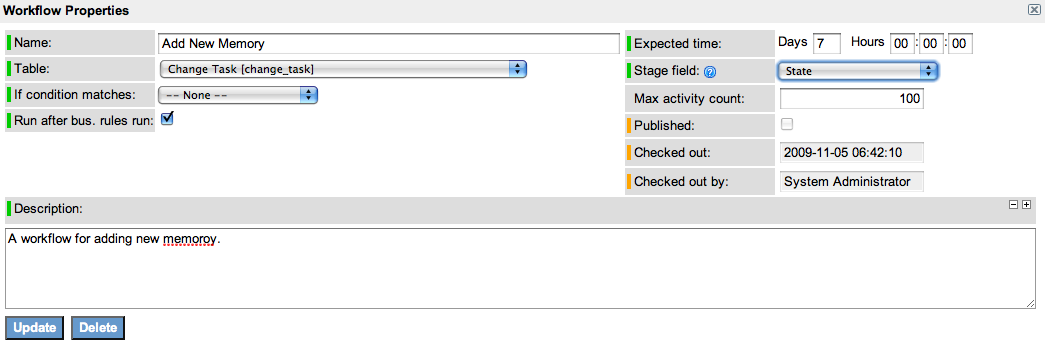 Workflow Properties
Name: Add New Memory
Table: Change Task [change_task]
If condition matches: -- None --
Run after bus. rules run:
Expected time: Days 7 Hours 00 : 00 : 00
Stage field: ? State
Max activity count: 100
Published:
Checked out: 2009-11-05 06:42:10
Checked out by: System Administrator
Description:
A workflow for adding new memoroy.
Update Delete